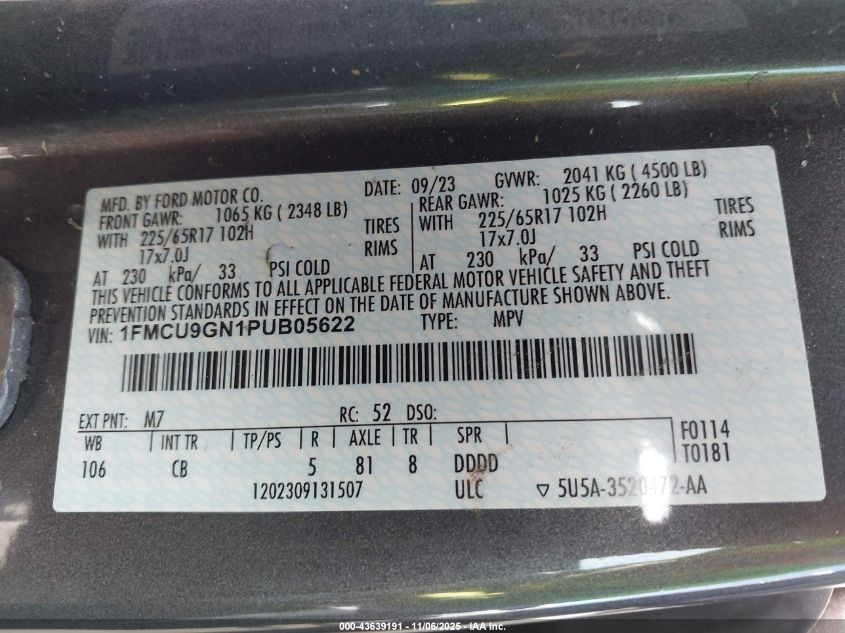 MFD. BY FORD MOTOR CO. DATE: 09/23 GVWR: 2041 KG ( 4500 LB)
FRONT GAWR: 1065 KG ( 2348 LB) REAR GAWR: 1025 KG ( 2260 LB)
WITH 225/65R17 102H TIRES WITH 225/65R17 102H TIRES
17x7.0J RIMS 17x7.0J RIMS
AT 230 kPa/ 33 PSI COLD AT 230 kPa/ 33 PSI COLD
THIS VEHICLE CONFORMS TO ALL APPLICABLE FEDERAL MOTOR VEHICLE SAFETY AND THEFT
PREVENTION STANDARDS IN EFFECT ON THE DATE OF MANUFACTURE SHOWN ABOVE.
VIN: 1FMCU9GN1PUB05622 TYPE: MPV
EXT PNT: M7 RC: 52 DSO:
WB INT TR TP/PS R AXLE TR SPR F0114
106 CB 5 81 8 DDDD T0181
1202309131507 ULC ▽ 5U5A-3520472-AA
000-43639191 - 11/06/2025 - IAA Inc.